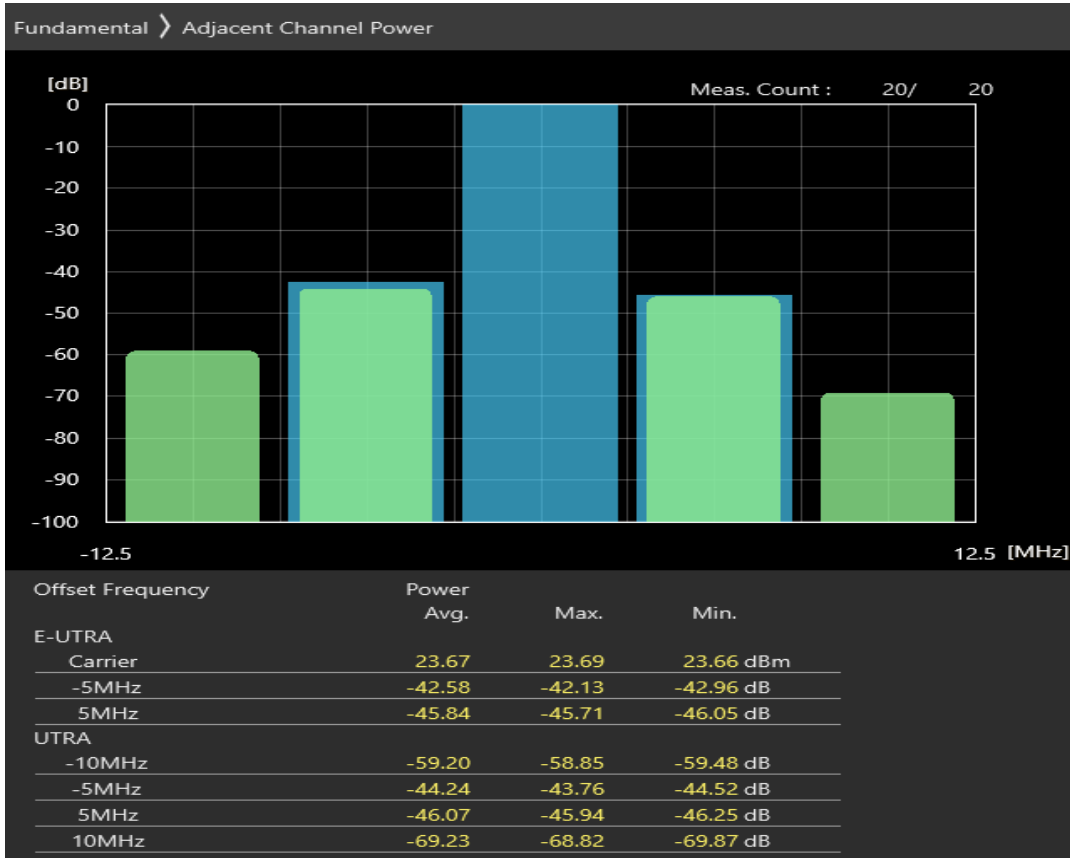 Fundamental 〉 Adjacent Channel Power
[dB]
Meas. Count : 20/ 20
0
-10
-20
-30
-40
-50
-60
-70
-80
-90
-100
-12.5 12.5 [MHz]
Offset Frequency Power
Avg. Max. Min.
E-UTRA
Carrier 23.67 23.69 23.66 dBm
-5MHz -42.58 -42.13 -42.96 dB
5MHz -45.84 -45.71 -46.05 dB
UTRA
-10MHz -59.20 -58.85 -59.48 dB
-5MHz -44.24 -43.76 -44.52 dB
5MHz -46.07 -45.94 -46.25 dB
10MHz -69.23 -68.82 -69.87 dB